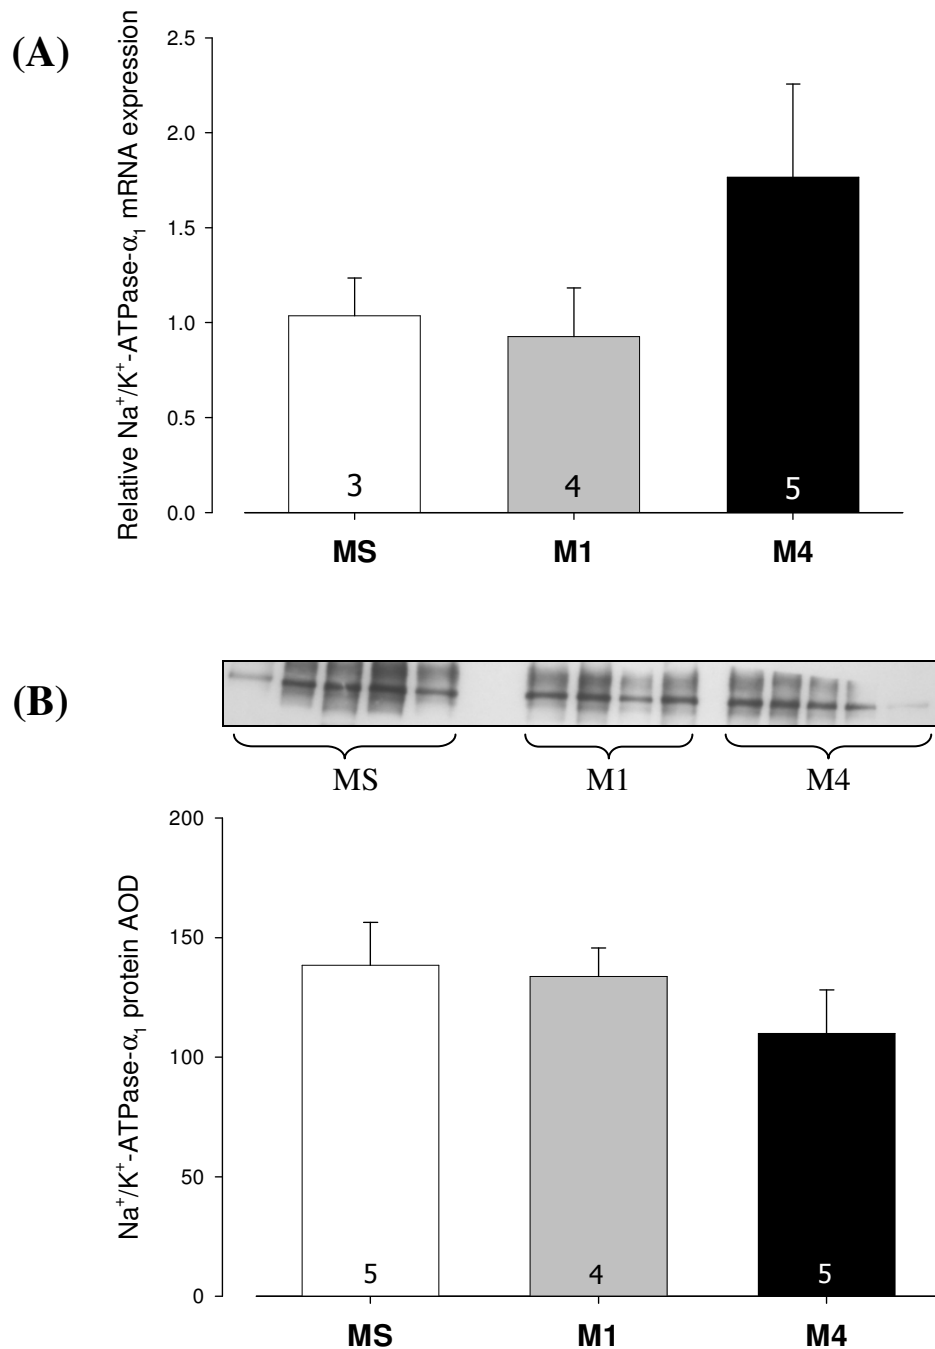 (A)
Relative Na⁺/K⁺-ATPase-α₁ mRNA expression
2.5
2.0
1.5
1.0
0.5
0.0
3
4
5
MS
M1
M4
(B)
MS
M1
M4
Na⁺/K⁺-ATPase-α₁ protein AOD
200
150
100
50
0
5
4
5
MS
M1
M4